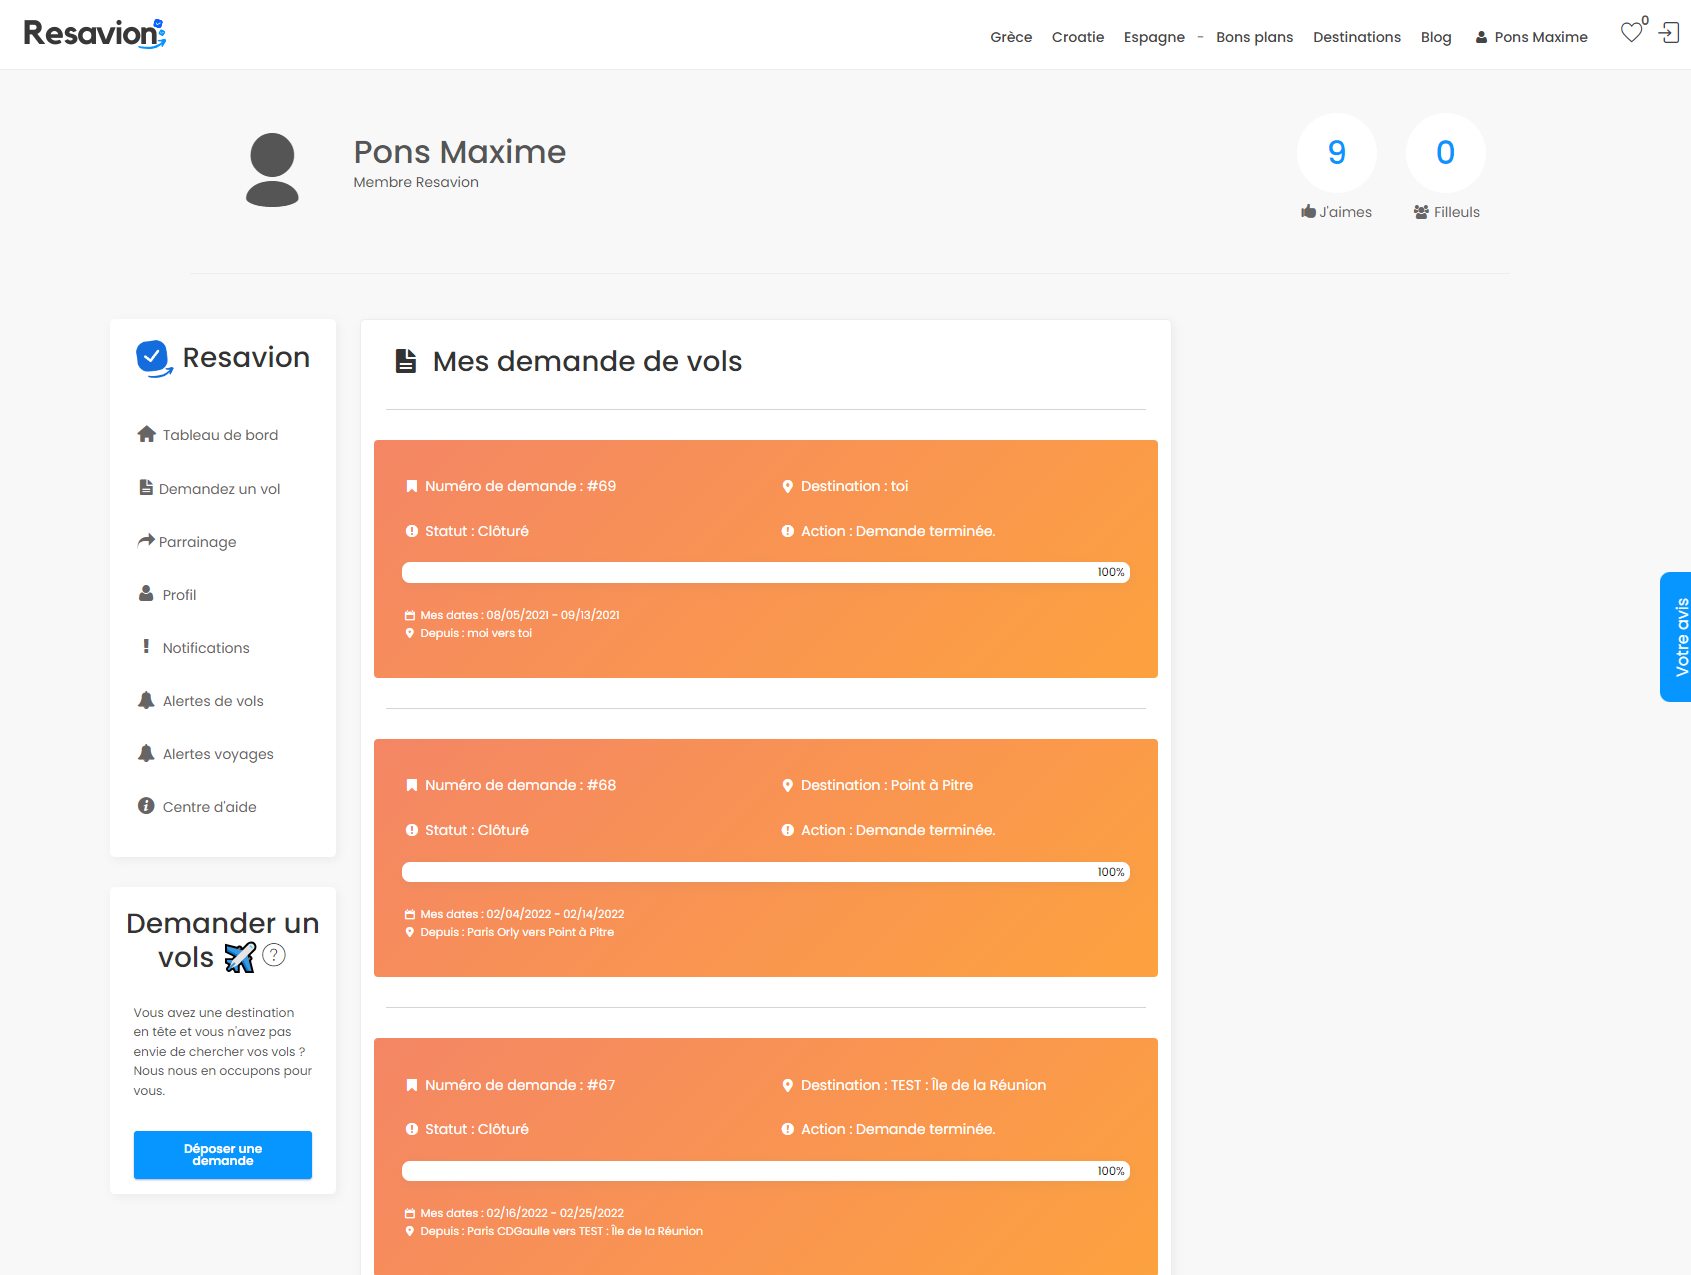 Resavion
Grèce Croatie Espagne - Bons plans Destinations Blog Pons Maxime 0
Pons Maxime
Membre Resavion
9 0
J'aimes Filleuls
Resavion
Tableau de bord
Demandez un vol
Parrainage
Profil
Notifications
Alertes de vols
Alertes voyages
Centre d'aide
Demander un
vols ?
Vous avez une destination
en tête et vous n'avez pas
envie de chercher vos vols ?
Nous nous en occupons pour
vous.
Déposer une
demande
Mes demande de vols
Numéro de demande : #69 Destination : toi
Statut : Clôturé Action : Demande terminée.
100%
Mes dates : 08/05/2021 - 09/13/2021
Depuis : moi vers toi
Numéro de demande : #68 Destination : Point à Pitre
Statut : Clôturé Action : Demande terminée.
100%
Mes dates : 02/04/2022 - 02/14/2022
Depuis : Paris Orly vers Point à Pitre
Numéro de demande : #67 Destination : TEST : Île de la Réunion
Statut : Clôturé Action : Demande terminée.
100%
Mes dates : 02/16/2022 - 02/25/2022
Depuis : Paris CDGaulle vers TEST : Île de la Réunion
Votre avis